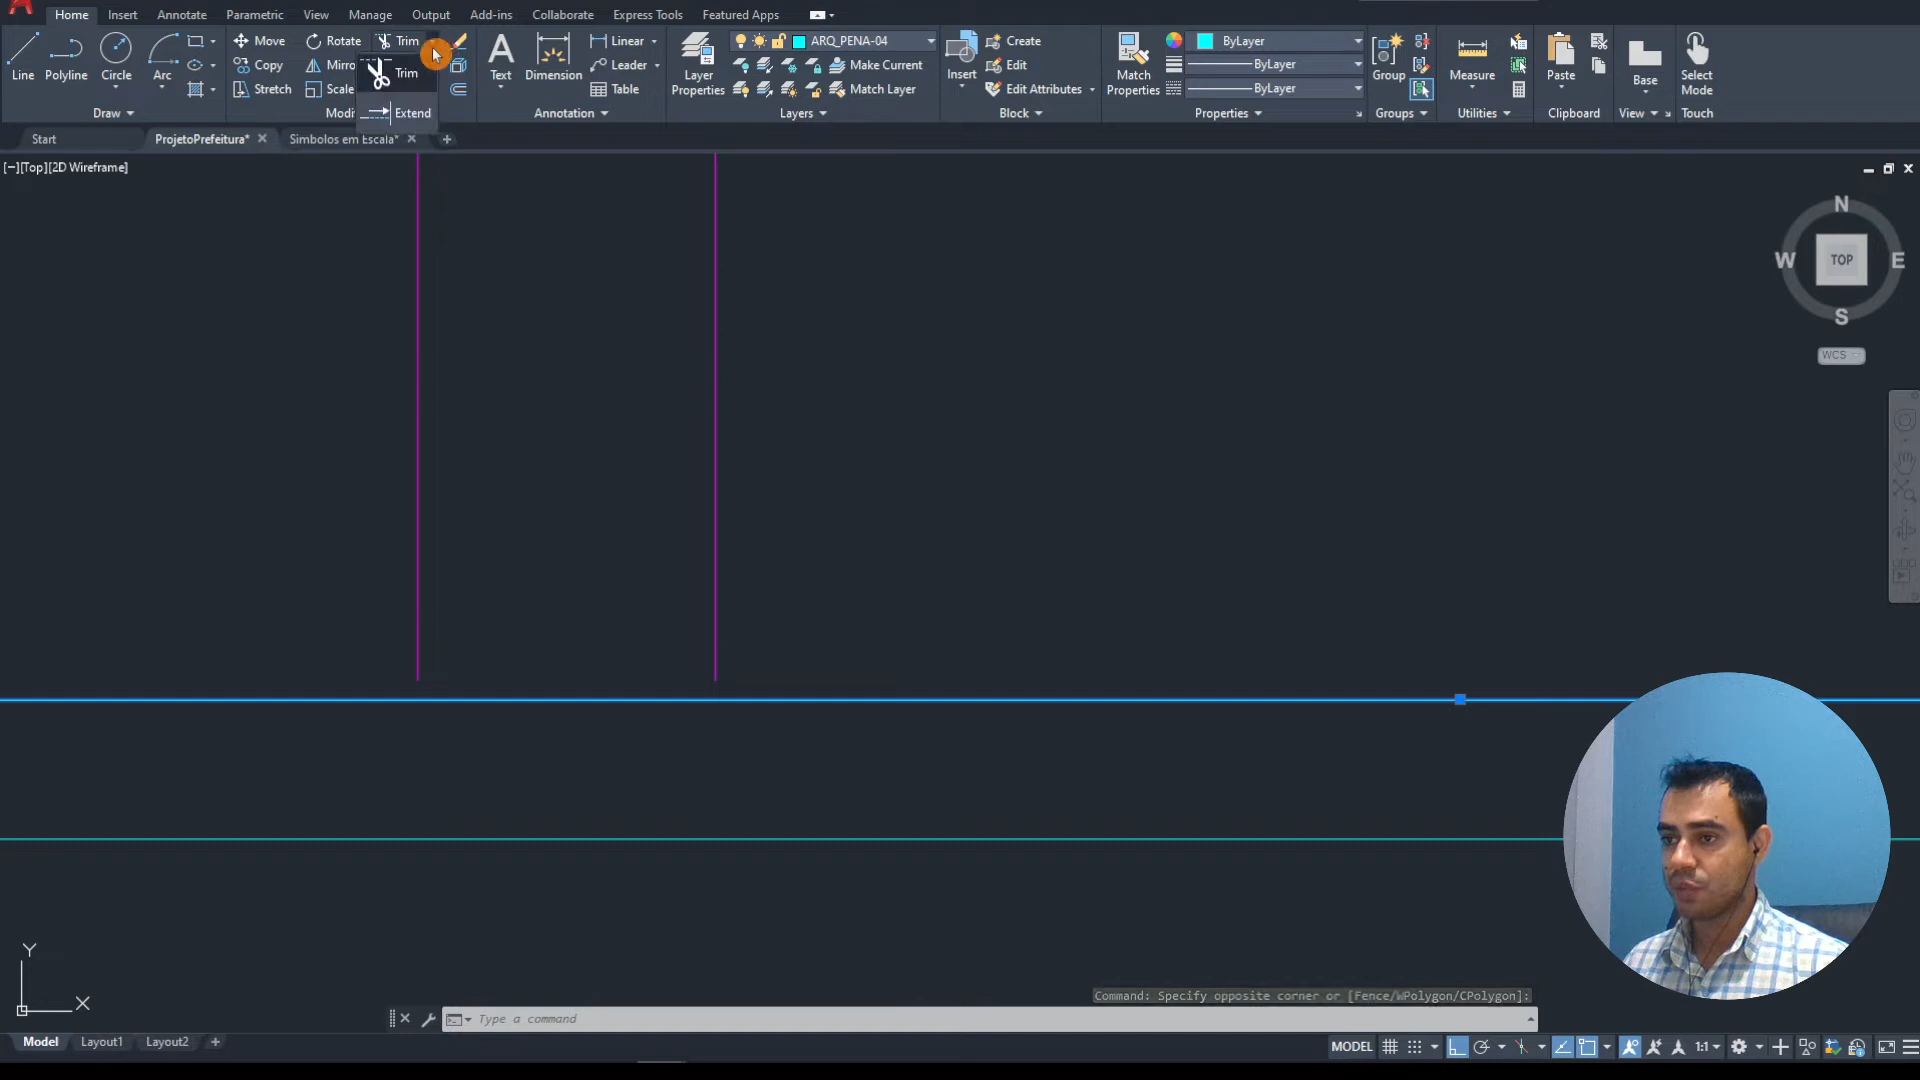 Home Insert Annotate Parametric View Manage Output Add-ins Collaborate Express Tools Featured Apps
Move Rotate Trim Linear ARQ_PENA-04 Create ByLayer
Copy Mirro Trim Leader Make Current Edit ByLayer
Line Polyline Circle Arc Text Dimension Layer Properties Insert Match Properties Group Measure Paste Base Select Mode
Stretch Scale Table Match Layer Edit Attributes ByLayer
Draw Modi Extend Annotation Layers Block Properties Groups Utilities Clipboard View Touch
Start ProjetoPrefeitura* Simbolos em Escala*
[−][Top][2D Wireframe]
N
W TOP E
S
WCS
Y
X
Command: Specify opposite corner or [Fence/WPolygon/CPolygon]:
Type a command
Model Layout1 Layout2 MODEL 1:1